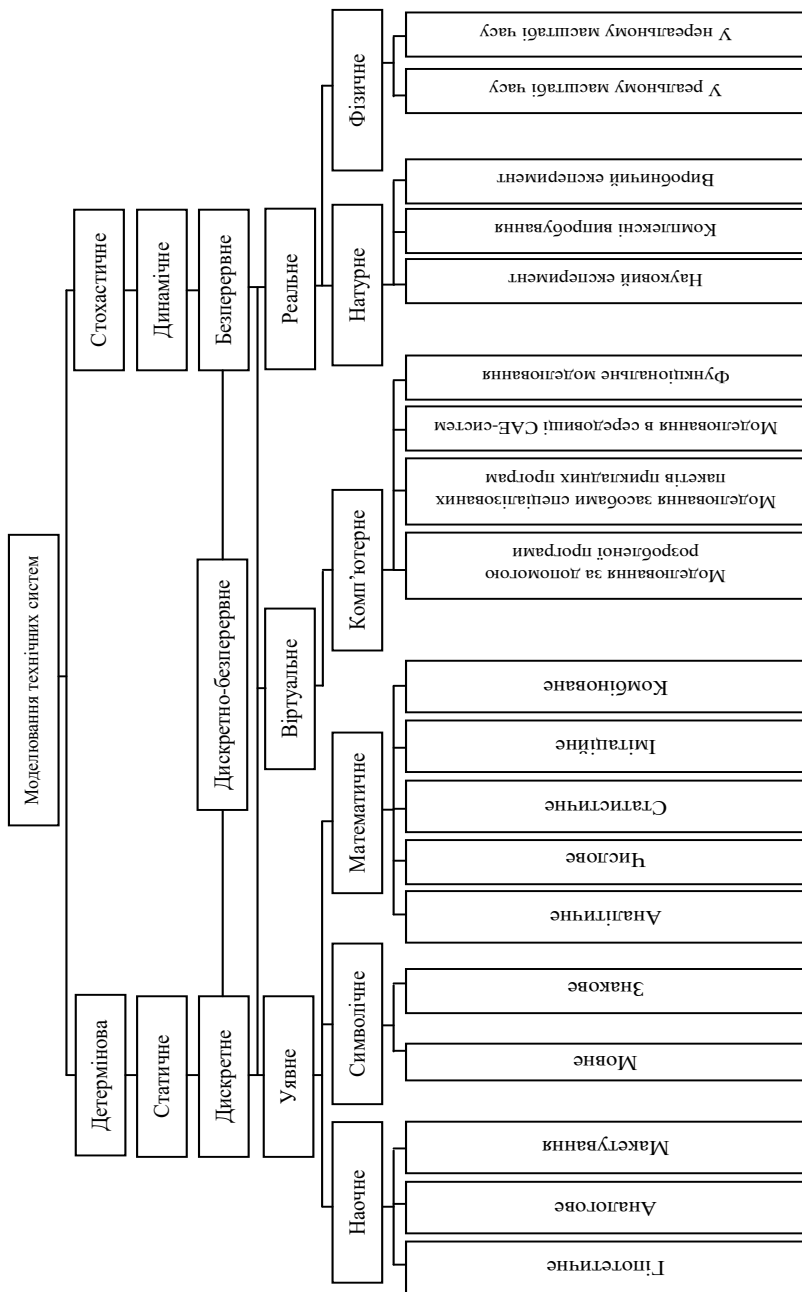 Моделювання технічних систем
Детермінова
Стохастичне
Статичне
Динамічне
Дискретне
Дискретно-безперервне
Безперервне
Уявне
Віртуальне
Реальне
Наочне
Символічне
Математичне
Комп’ютерне
Натурне
Фізичне
Гіпотетичне
Аналогове
Макетування
Мовне
Знакове
Аналітичне
Числове
Статистичне
Імітаційне
Комбіноване
Моделювання за допомогою
розробленої програми
Моделювання засобами спеціалізованих
пакетів прикладних програм
Моделювання в середовищі CAE-систем
Функціональне моделювання
Науковий експеримент
Комплексні випробування
Виробничий експеримент
У реальному масштабі часу
У нереальному масштабі часу